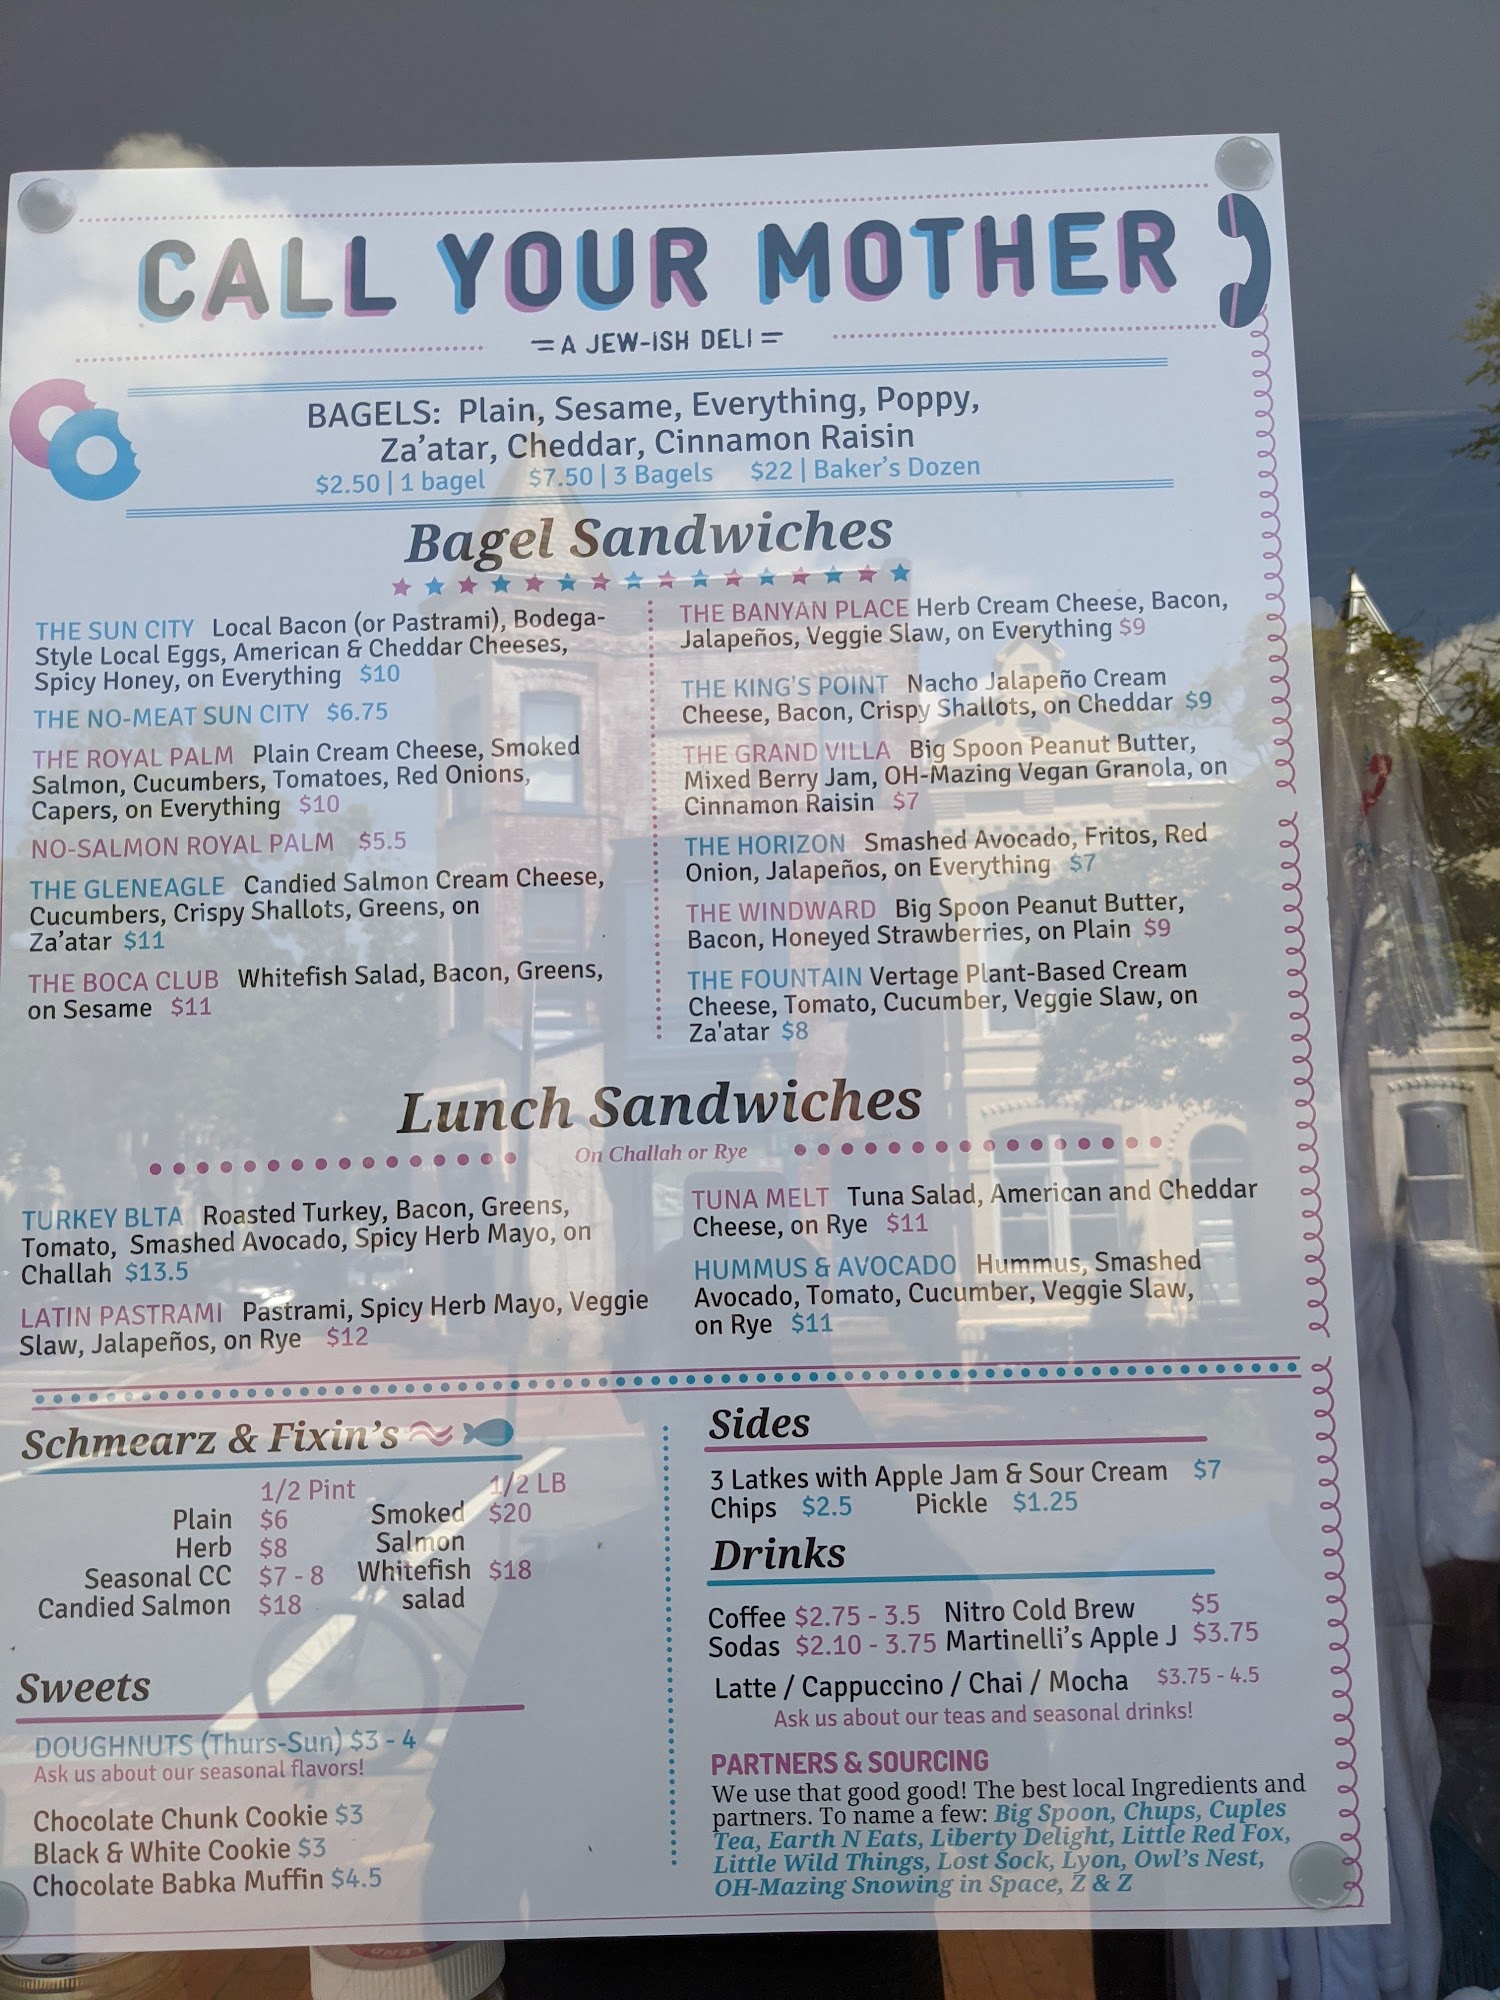 CALL YOUR MOTHER
A JEW-ISH DELI
BAGELS: Plain, Sesame, Everything, Poppy,
Za'atar, Cheddar, Cinnamon Raisin
$2.50 | 1 bagel $7.50 | 3 Bagels $22 | Baker's Dozen
Bagel Sandwiches
THE SUN CITY Local Bacon (or Pastrami), Bodega-
Style Local Eggs, American & Cheddar Cheeses,
Spicy Honey, on Everything $10
THE NO-MEAT SUN CITY $6.75
THE ROYAL PALM Plain Cream Cheese, Smoked
Salmon, Cucumbers, Tomatoes, Red Onions,
Capers, on Everything $10
NO-SALMON ROYAL PALM $5.5
THE GLENEAGLE Candied Salmon Cream Cheese,
Cucumbers, Crispy Shallots, Greens, on
Za'atar $11
THE BOCA CLUB Whitefish Salad, Bacon, Greens,
on Sesame $11
THE BANYAN PLACE Herb Cream Cheese, Bacon,
Jalapeños, Veggie Slaw, on Everything $9
THE KING'S POINT Nacho Jalapeño Cream
Cheese, Bacon, Crispy Shallots, on Cheddar $9
THE GRAND VILLA Big Spoon Peanut Butter,
Mixed Berry Jam, OH-Mazing Vegan Granola, on
Cinnamon Raisin $7
THE HORIZON Smashed Avocado, Fritos, Red
Onion, Jalapeños, on Everything $7
THE WINDWARD Big Spoon Peanut Butter,
Bacon, Honeyed Strawberries, on Plain $9
THE FOUNTAIN Vertage Plant-Based Cream
Cheese, Tomato, Cucumber, Veggie Slaw, on
Za'atar $8
Lunch Sandwiches
On Challah or Rye
TURKEY BLTA Roasted Turkey, Bacon, Greens,
Tomato, Smashed Avocado, Spicy Herb Mayo, on
Challah $13.5
LATIN PASTRAMI Pastrami, Spicy Herb Mayo, Veggie
Slaw, Jalapeños, on Rye $12
TUNA MELT Tuna Salad, American and Cheddar
Cheese, on Rye $11
HUMMUS & AVOCADO Hummus, Smashed
Avocado, Tomato, Cucumber, Veggie Slaw,
on Rye $11
Schmearz & Fixin's
1/2 Pint
Plain $6
Herb $8
Seasonal CC $7 - 8
Candied Salmon $18
1/2 LB
Smoked $20
Salmon
Whitefish $18
salad
Sweets
DOUGHNUTS (Thurs-Sun) $3 - 4
Ask us about our seasonal flavors!
Chocolate Chunk Cookie $3
Black & White Cookie $3
Chocolate Babka Muffin $4.5
Sides
3 Latkes with Apple Jam & Sour Cream $7
Chips $2.5 Pickle $1.25
Drinks
Coffee $2.75 - 3.5 Nitro Cold Brew $5
Sodas $2.10 - 3.75 Martinelli's Apple J $3.75
Latte / Cappuccino / Chai / Mocha $3.75 - 4.5
Ask us about our teas and seasonal drinks!
PARTNERS & SOURCING
We use that good good! The best local Ingredients and
partners. To name a few: Big Spoon, Chups, Cuples
Tea, Earth N Eats, Liberty Delight, Little Red Fox,
Little Wild Things, Lost Sock, Lyon, Owl's Nest,
OH-Mazing Snowing in Space, Z & Z